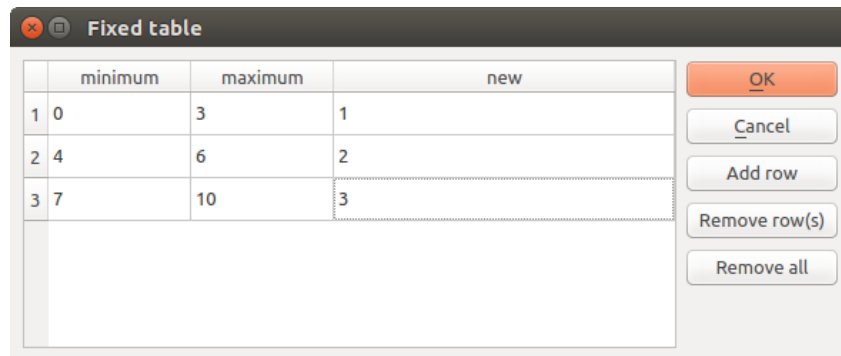 Fixed table
minimum maximum new
1 0 3 1
2 4 6 2
3 7 10 3
OK
Cancel
Add row
Remove row(s)
Remove all